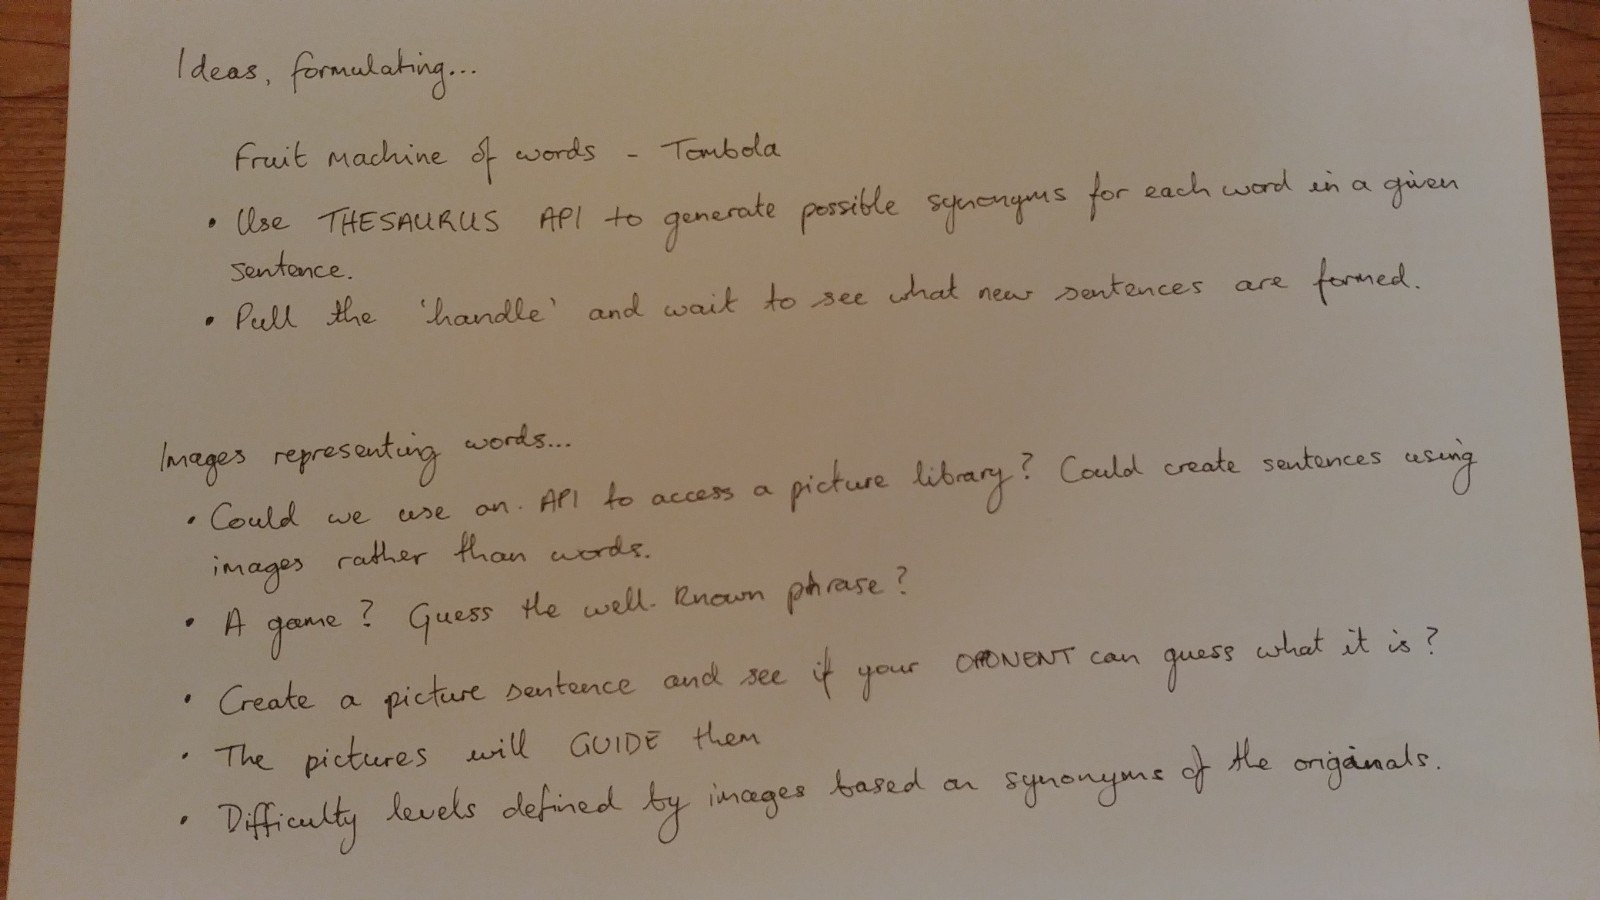 Ideas, formulating...
Fruit machine of words - Tombola
• Use THESAURUS API to generate possible synonyms for each word in a given
sentence.
• Pull the 'handle' and wait to see what new sentences are formed.
Images representing words...
• Could we use an API to access a picture library? Could create sentences using
images rather than words.
• A game? Guess the well-known phrase?
• Create a picture sentence and see if your OPPONENT can guess what it is?
• The pictures will GUIDE them
• Difficulty levels defined by images based on synonyms of the originals.